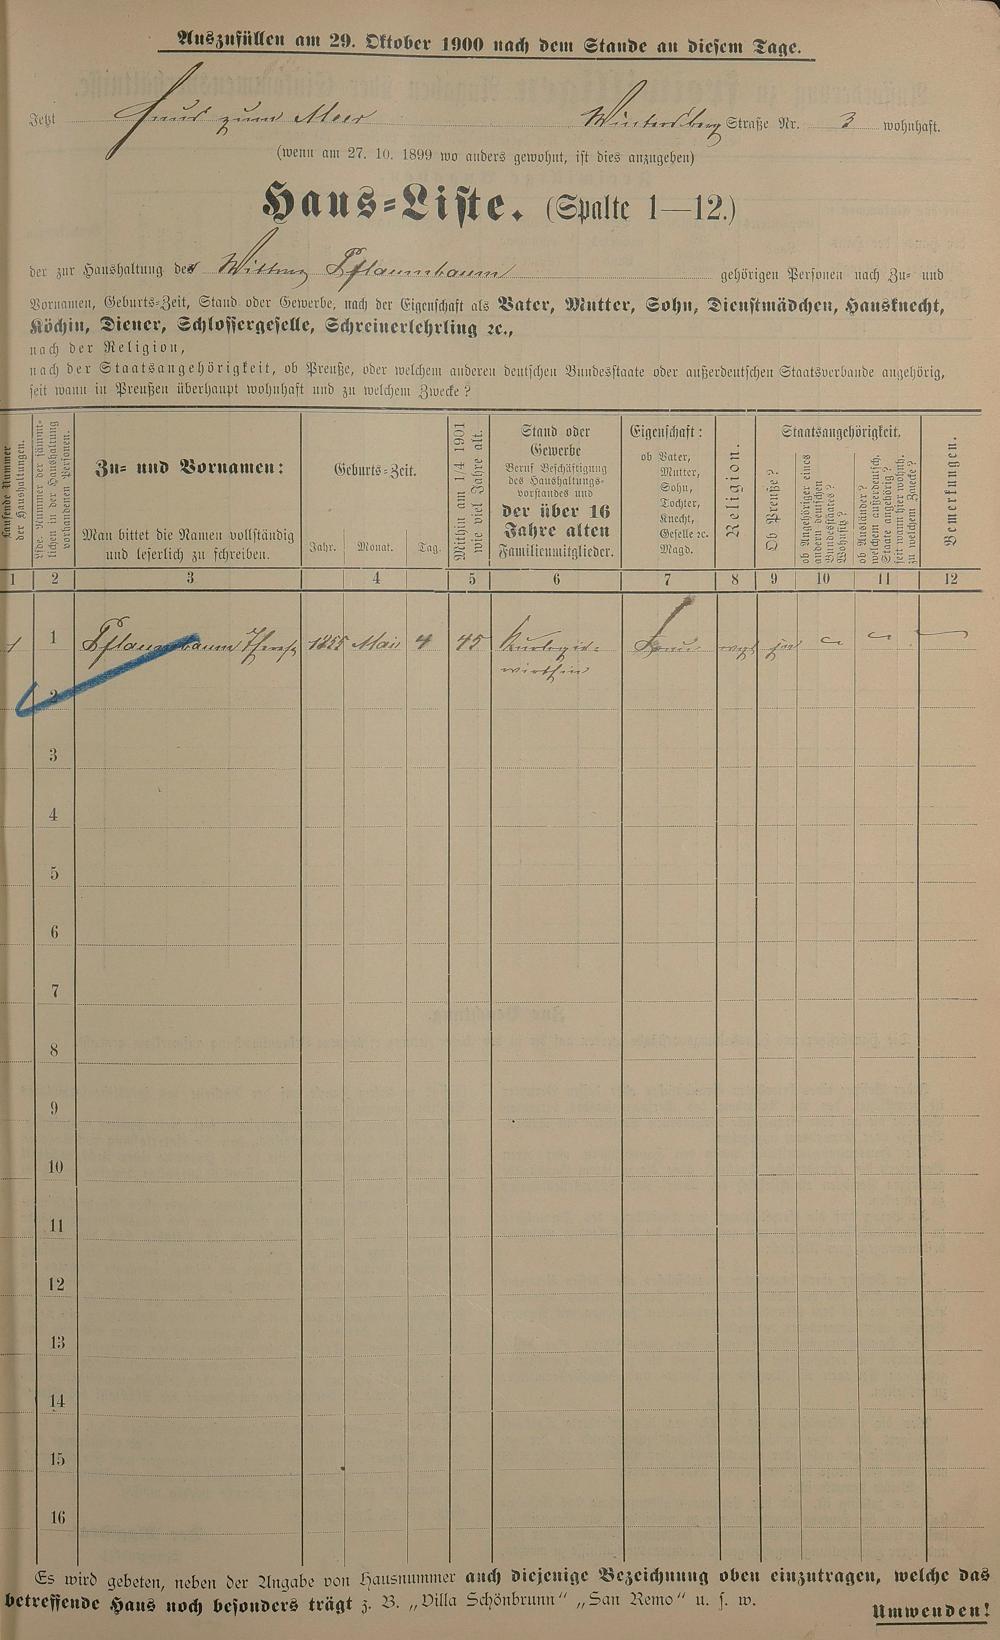 Auszufüllen am 29. Oktober 1900 nach dem Stande an diesem Tage.
Jetzt Haus zum Meer Wintersberg Straße Nr. 3 wohnhaft.
(wenn am 27. 10. 1899 wo anders gewohnt, ist dies anzugeben)
Haus-Liste. (Spalte 1—12.)
der zur Haushaltung der Pflaumbaum gehörigen Personen nach Zu- und
Vornamen, Geburts-Zeit, Stand oder Gewerbe, nach der Eigenschaft als Vater, Mutter, Sohn, Dienstmädchen, Hausknecht,
Köchin, Diener, Schlossergeselle, Schreinerlehrling ꝛc.,
nach der Religion,
nach der Staatsangehörigkeit, ob Preuße, oder welchem anderen deutschen Bundesstaate oder außerdeutschen Staatsverbande angehörig,
seit wann in Preußen überhaupt wohnhaft und zu welchem Zwecke?
Laufende Nummer
der Haushaltungen.
Lfde. Nummer der sämmt-
lichen in der Haushaltung
vorhandenen Personen.
Zu- und Vornamen:
Man bittet die Namen vollständig
und leserlich zu schreiben.
Geburts-Zeit.
Jahr. Monat. Tag.
Mithin am 1/4 1901
wie viel Jahre alt.
Stand oder
Gewerbe
Beruf Beschäftigung
des Haushaltungs-
vorstandes und
der über 16
Jahre alten
Familienmitglieder.
Eigenschaft:
ob Vater,
Mutter,
Sohn,
Tochter,
Knecht,
Geselle ꝛc.
Magd.
Religion.
Staatsangehörigkeit.
Ob Preuße?
ob Angehöriger eines
andern deutschen
Bundesstaates?
Wohnsitz?
ob Ausländer?
welchem außerdeutsch.
Staate angehörig?
seit wann hier wohnh.
zu welchem Zwecke?
Bemerkungen.
1 2 3 4 5 6 7 8 9 10 11 12
1 1 Pflaumbaum 1855 Mai 4 45 Kurlogir- Frau
wirthin
2
3
4
5
6
7
8
9
10
11
12
13
14
15
16
Es wird gebeten, neben der Angabe von Hausnummer auch diejenige Bezeichnung oben einzutragen, welche das
betreffende Haus noch besonders trägt z. B. „Villa Schönbrunn" „San Remo" u. s. w.
Umwenden!